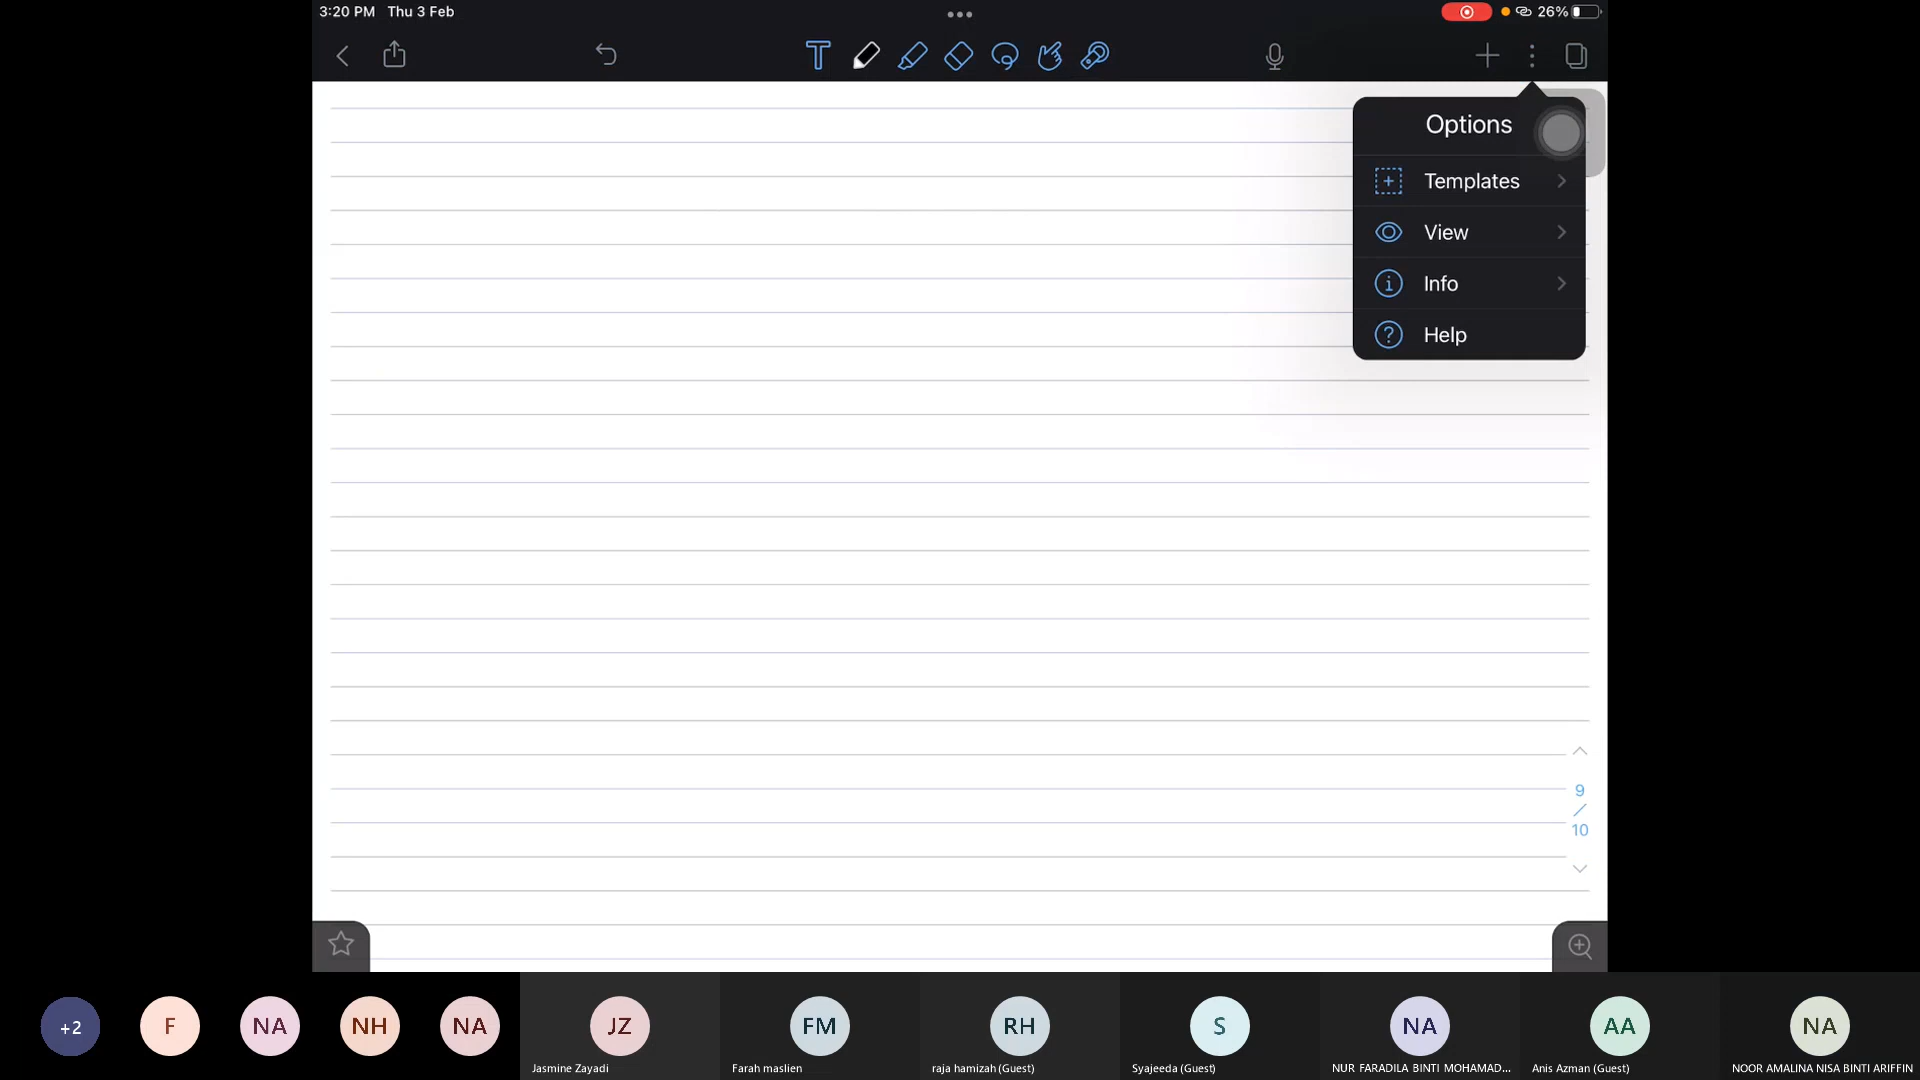 3:20 PM Thu 3 Feb
26%
T
Options
Templates
View
Info
Help
9
/
10
+2
F
NA
NH
NA
JZ
FM
RH
S
NA
AA
NA
Jasmine Zayadi
Farah maslien
raja hamizah (Guest)
Syajeeda (Guest)
NUR FARADILA BINTI MOHAMAD...
Anis Azman (Guest)
NOOR AMALINA NISA BINTI ARIFFIN